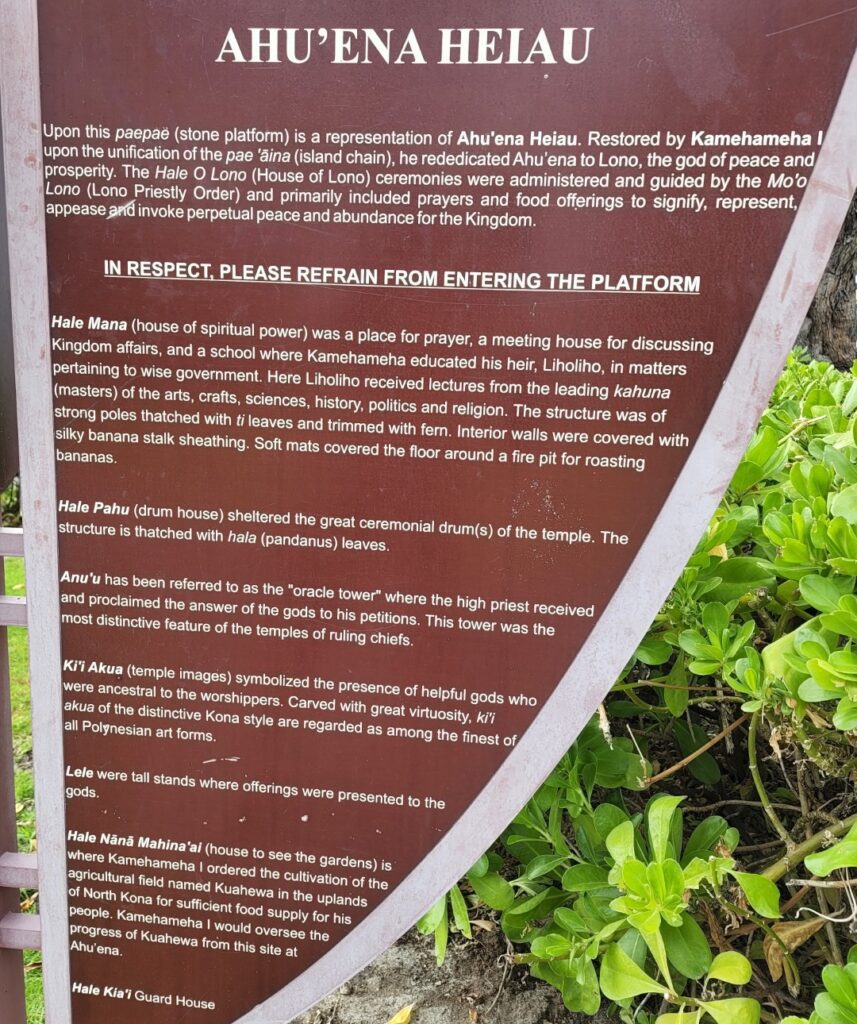 AHU'ENA HEIAU
Upon this paepaë (stone platform) is a representation of Ahu'ena Heiau. Restored by Kamehameha I
upon the unification of the pae 'āina (island chain), he rededicated Ahu'ena to Lono, the god of peace and
prosperity. The Hale O Lono (House of Lono) ceremonies were administered and guided by the Mo'o
Lono (Lono Priestly Order) and primarily included prayers and food offerings to signify, represent,
appease and invoke perpetual peace and abundance for the Kingdom.
IN RESPECT, PLEASE REFRAIN FROM ENTERING THE PLATFORM
Hale Mana (house of spiritual power) was a place for prayer, a meeting house for discussing
Kingdom affairs, and a school where Kamehameha educated his heir, Liholiho, in matters
pertaining to wise government. Here Liholiho received lectures from the leading kahuna
(masters) of the arts, crafts, sciences, history, politics and religion. The structure was of
strong poles thatched with ti leaves and trimmed with fern. Interior walls were covered with
silky banana stalk sheathing. Soft mats covered the floor around a fire pit for roasting
bananas.
Hale Pahu (drum house) sheltered the great ceremonial drum(s) of the temple. The
structure is thatched with hala (pandanus) leaves.
Anu'u has been referred to as the "oracle tower" where the high priest received
and proclaimed the answer of the gods to his petitions. This tower was the
most distinctive feature of the temples of ruling chiefs.
Ki'i Akua (temple images) symbolized the presence of helpful gods who
were ancestral to the worshippers. Carved with great virtuosity, ki'i
akua of the distinctive Kona style are regarded as among the finest of
all Polynesian art forms.
Lele were tall stands where offerings were presented to the
gods.
Hale Nānā Mahina'ai (house to see the gardens) is
where Kamehameha I ordered the cultivation of the
agricultural field named Kuahewa in the uplands
of North Kona for sufficient food supply for his
people. Kamehameha I would oversee the
progress of Kuahewa from this site at
Ahu'ena.
Hale Kia'i Guard House